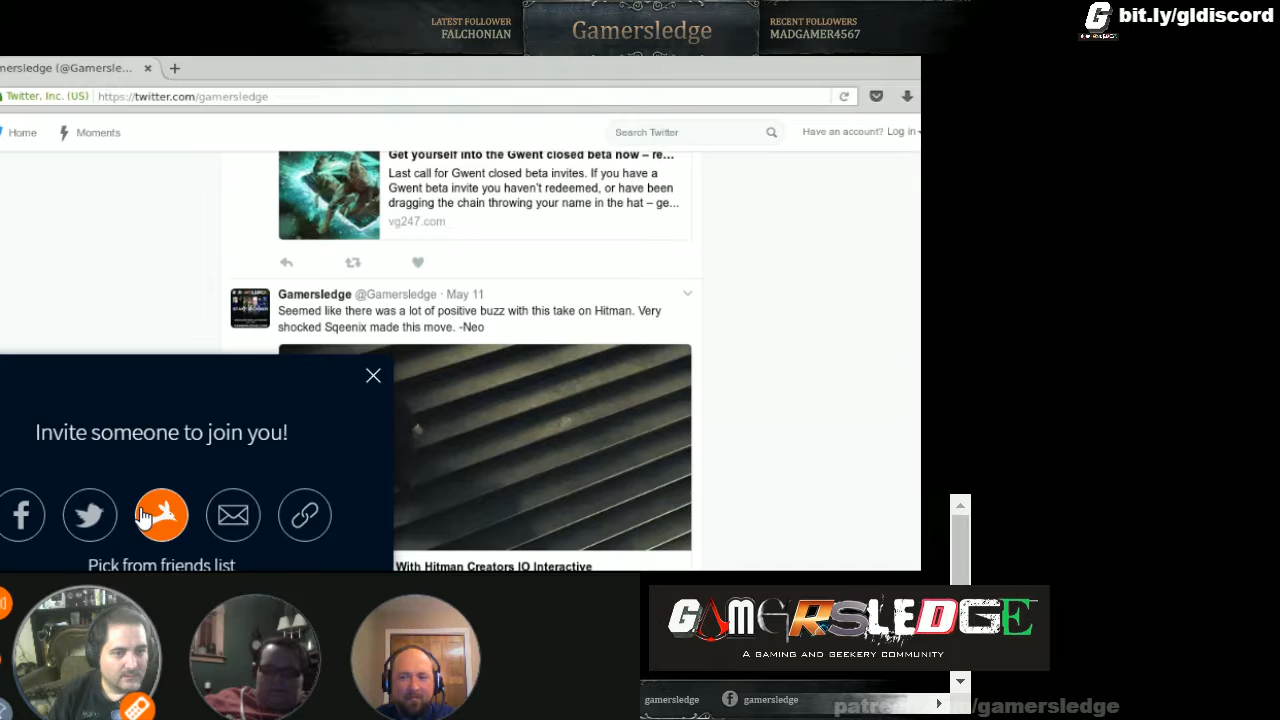 LATEST FOLLOWER
FALCHONIAN
Gamersledge
RECENT FOLLOWERS
MADGAMER4567
bit.ly/gldiscord
mersledge (@Gamersle...
Twitter, Inc. (US)
https://twitter.com/gamersledge
Home
Moments
Search Twitter
Have an account? Log in
Get yourself into the Gwent closed beta now – re...
Last call for Gwent closed beta invites. If you have a
Gwent beta invite you haven't redeemed, or have been
dragging the chain throwing your name in the hat – ge...
vg247.com
Gamersledge @Gamersledge · May 11
Seemed like there was a lot of positive buzz with this take on Hitman. Very
shocked Sqeenix made this move. -Neo
Invite someone to join you!
Pick from friends list
With Hitman Creators IO Interactive
GAMERSLEDGE
A GAMING AND GEEKERY COMMUNITY
gamersledge
gamersledge
/gamersledge